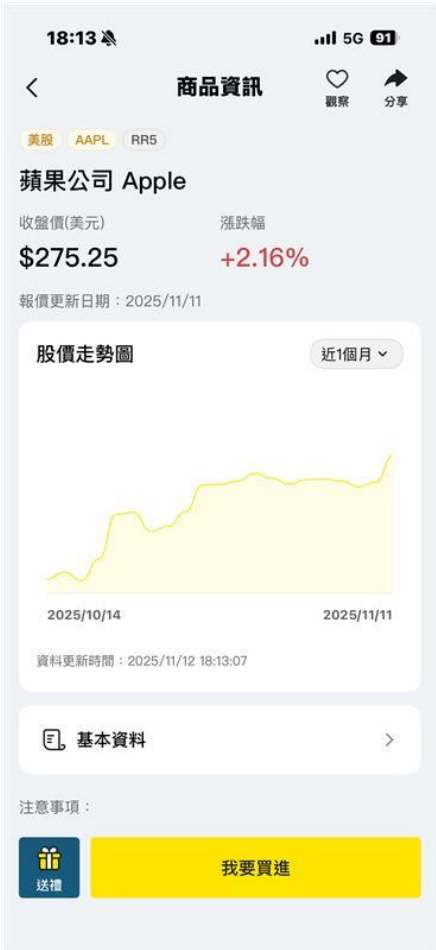 18:13
5G 91
商品資訊
觀察
分享
美股 AAPL RR5
蘋果公司 Apple
收盤價(美元) 漲跌幅
$275.25 +2.16%
報價更新日期：2025/11/11
股價走勢圖
近1個月
2025/10/14 2025/11/11
資料更新時間：2025/11/12 18:13:07
基本資料
注意事項：
送禮
我要買進